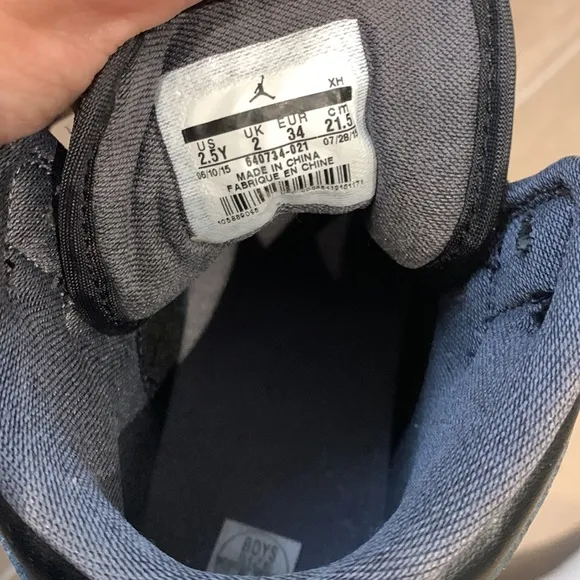 XH
US UK EUR cm
2.5Y 2 34 21.5
640734-021
06/10/15 07/28/15
MADE IN CHINA
FABRIQUE EN CHINE
BOYS